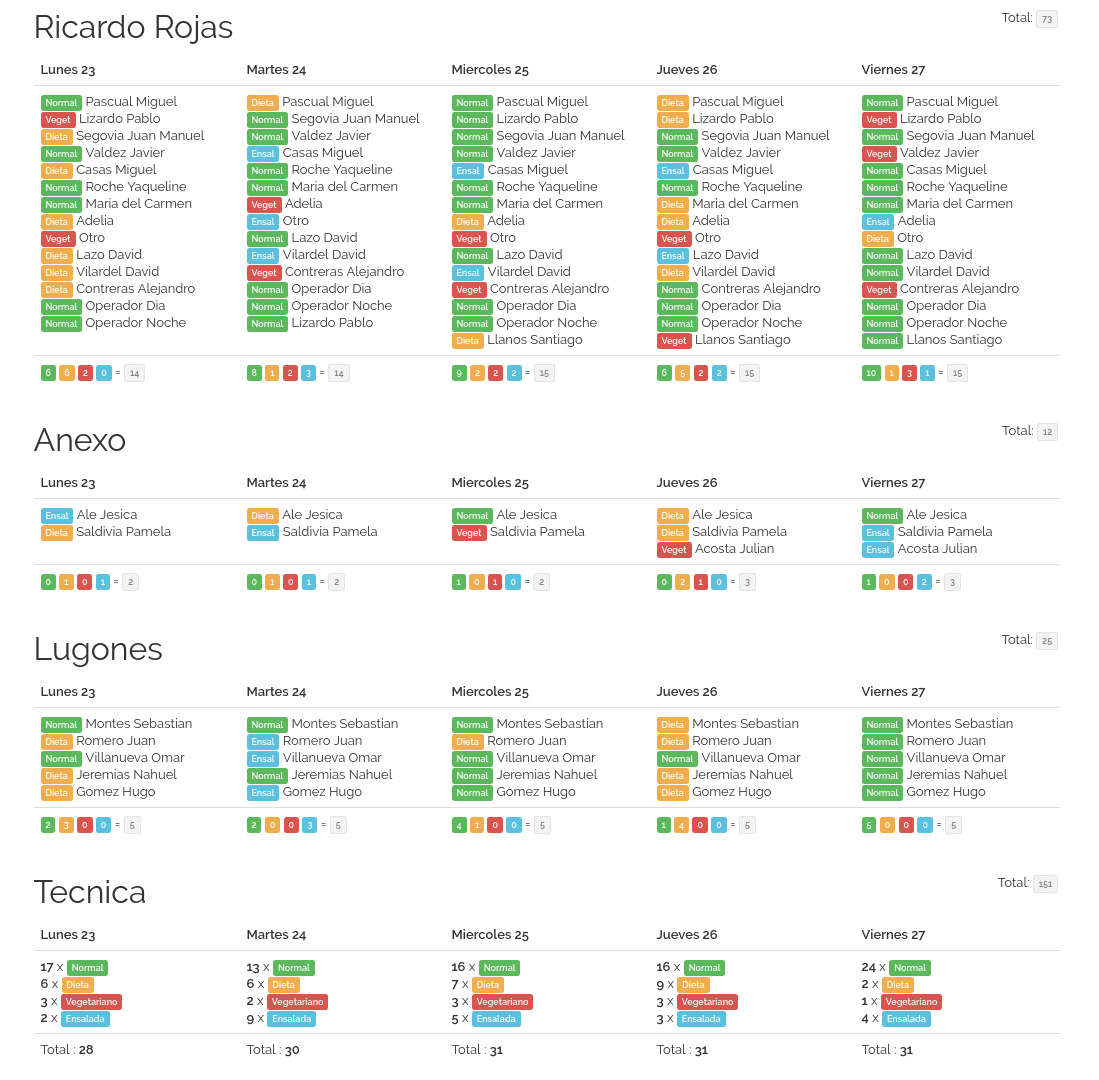 Ricardo Rojas
Total: 73
Lunes 23 Martes 24 Miercoles 25 Jueves 26 Viernes 27
Normal Pascual Miguel Dieta Pascual Miguel Normal Pascual Miguel Dieta Pascual Miguel Normal Pascual Miguel
Veget Lizardo Pablo Normal Segovia Juan Manuel Normal Lizardo Pablo Dieta Lizardo Pablo Veget Lizardo Pablo
Dieta Segovia Juan Manuel Normal Valdez Javier Normal Segovia Juan Manuel Normal Segovia Juan Manuel Normal Segovia Juan Manuel
Normal Valdez Javier Ensal Casas Miguel Normal Valdez Javier Normal Valdez Javier Veget Valdez Javier
Dieta Casas Miguel Normal Roche Yaqueline Ensal Casas Miguel Ensal Casas Miguel Normal Casas Miguel
Normal Roche Yaqueline Normal Maria del Carmen Normal Roche Yaqueline Normal Roche Yaqueline Normal Roche Yaqueline
Normal Maria del Carmen Veget Adelia Normal Maria del Carmen Dieta Maria del Carmen Normal Maria del Carmen
Dieta Adelia Ensal Otro Dieta Adelia Dieta Adelia Ensal Adelia
Veget Otro Normal Lazo David Veget Otro Veget Otro Dieta Otro
Dieta Lazo David Ensal Vilardel David Normal Lazo David Ensal Lazo David Normal Lazo David
Dieta Vilardel David Veget Contreras Alejandro Ensal Vilardel David Dieta Vilardel David Normal Vilardel David
Dieta Contreras Alejandro Normal Operador Dia Veget Contreras Alejandro Normal Contreras Alejandro Veget Contreras Alejandro
Normal Operador Dia Normal Operador Noche Normal Operador Dia Normal Operador Dia Normal Operador Dia
Normal Operador Noche Normal Lizardo Pablo Normal Operador Noche Normal Operador Noche Normal Operador Noche
Dieta Llanos Santiago Veget Llanos Santiago Normal Llanos Santiago
6 6 2 0 = 14 8 1 2 3 = 14 9 2 2 2 = 15 6 5 2 2 = 15 10 1 3 1 = 15
Anexo
Total: 12
Lunes 23 Martes 24 Miercoles 25 Jueves 26 Viernes 27
Ensal Ale Jesica Dieta Ale Jesica Normal Ale Jesica Dieta Ale Jesica Normal Ale Jesica
Dieta Saldivia Pamela Ensal Saldivia Pamela Veget Saldivia Pamela Dieta Saldivia Pamela Ensal Saldivia Pamela
Veget Acosta Julian Ensal Acosta Julian
0 1 0 1 = 2 0 1 0 1 = 2 1 0 1 0 = 2 0 2 1 0 = 3 1 0 0 2 = 3
Lugones
Total: 25
Lunes 23 Martes 24 Miercoles 25 Jueves 26 Viernes 27
Normal Montes Sebastian Normal Montes Sebastian Normal Montes Sebastian Dieta Montes Sebastian Normal Montes Sebastian
Dieta Romero Juan Ensal Romero Juan Dieta Romero Juan Dieta Romero Juan Normal Romero Juan
Normal Villanueva Omar Ensal Villanueva Omar Normal Villanueva Omar Normal Villanueva Omar Normal Villanueva Omar
Dieta Jeremias Nahuel Normal Jeremias Nahuel Normal Jeremias Nahuel Dieta Jeremias Nahuel Normal Jeremias Nahuel
Dieta Gomez Hugo Ensal Gomez Hugo Normal Gomez Hugo Dieta Gomez Hugo Normal Gomez Hugo
2 3 0 0 = 5 2 0 0 3 = 5 4 1 0 0 = 5 1 4 0 0 = 5 5 0 0 0 = 5
Tecnica
Total: 151
Lunes 23 Martes 24 Miercoles 25 Jueves 26 Viernes 27
17 x Normal 13 x Normal 16 x Normal 16 x Normal 24 x Normal
6 x Dieta 6 x Dieta 7 x Dieta 9 x Dieta 2 x Dieta
3 x Vegetariano 2 x Vegetariano 3 x Vegetariano 3 x Vegetariano 1 x Vegetariano
2 x Ensalada 9 x Ensalada 5 x Ensalada 3 x Ensalada 4 x Ensalada
Total : 28 Total : 30 Total : 31 Total : 31 Total : 31